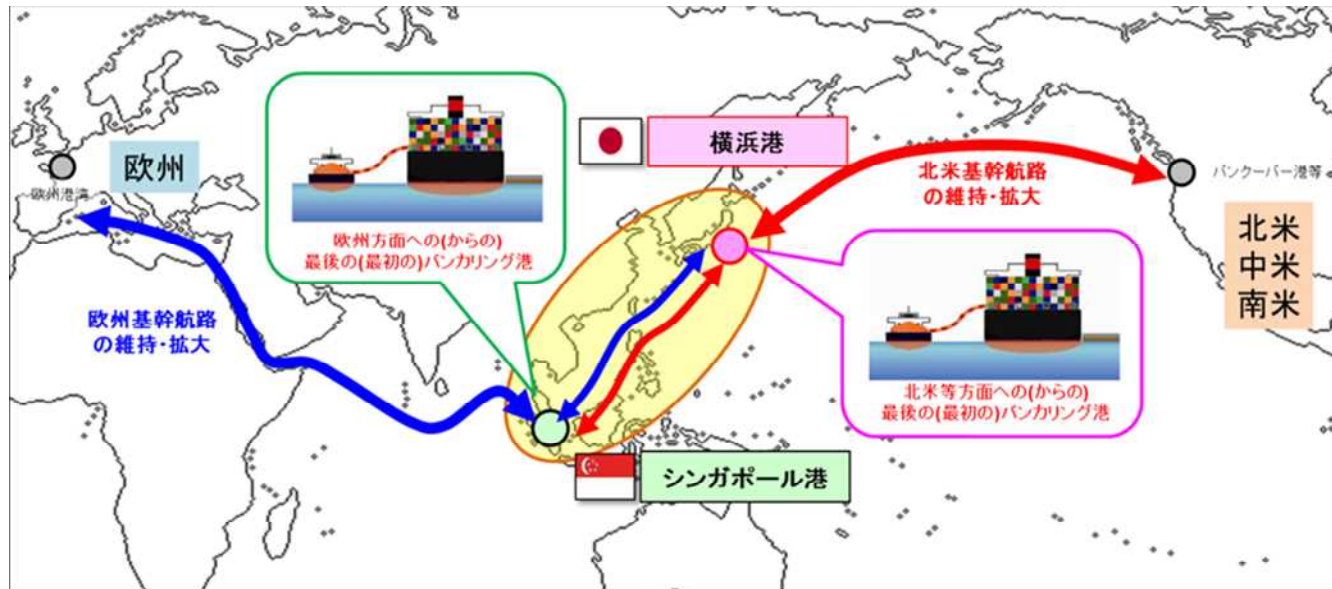 欧州
欧州港湾
欧州基幹航路
の維持・拡大
欧州方面への(からの)
最後の(最初の)バンカリング港
横浜港
北米基幹航路
の維持・拡大
バンクーバー港等
北米
中米
南米
北米等方面への(からの)
最後の(最初の)バンカリング港
シンガポール港